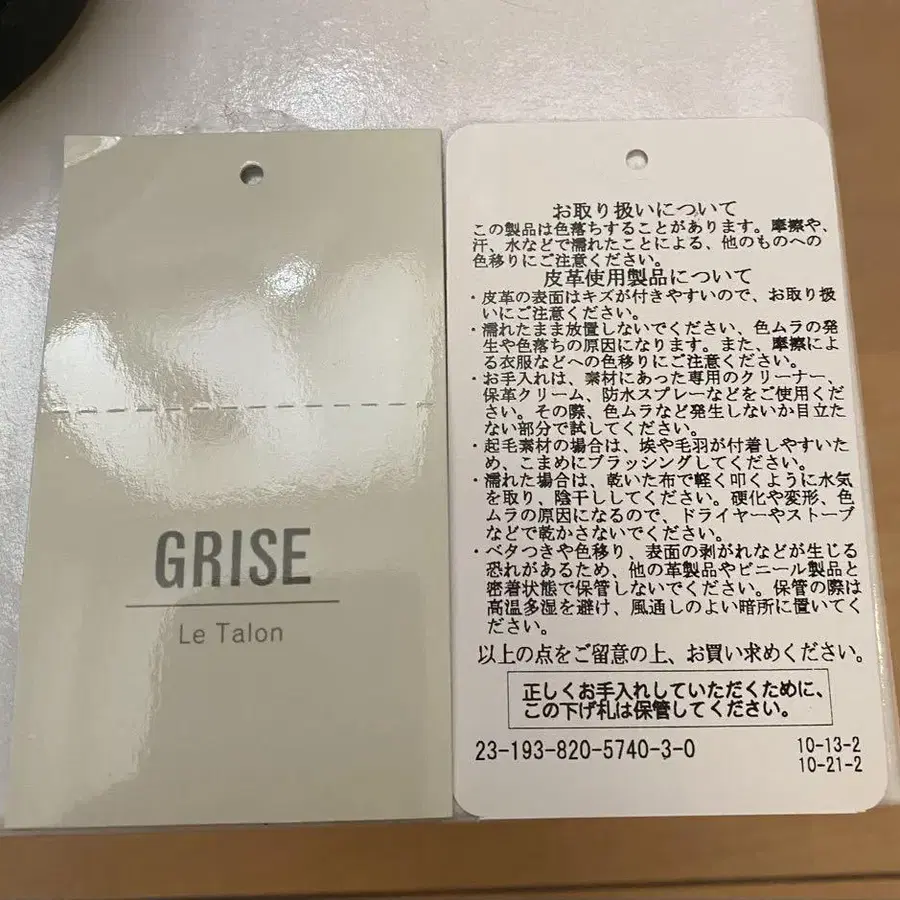 GRISE
Le Talon
お取り扱いについて
この製品は色落ちすることがあります。摩擦や、
汗、水などで濡れたことによる、他のものへの
色移りにご注意ください。
皮革使用製品について
・皮革の表面はキズが付きやすいので、お取り扱
いにご注意ください。
・濡れたまま放置しないでください、色ムラの発
生や色落ちの原因になります。また、摩擦によ
る衣服などへの色移りにご注意ください。
・お手入れは、素材にあった専用のクリーナー、
保革クリーム、防水スプレーなどをご使用くだ
さい。その際、色ムラなど発生しないか目立た
ない部分で試してください。
・起毛素材の場合は、埃や毛羽が付着しやすいた
め、こまめにブラッシングしてください。
・濡れた場合は、乾いた布で軽く叩くように水気
を取り、陰干ししてください。硬化や変形、色
ムラの原因になるので、ドライヤーやストーブ
などで乾かさないでください。
・ベタつきや色移り、表面の剥がれなどが生じる
恐れがあるため、他の革製品やビニール製品と
密着状態で保管しないでください。保管の際は
高温多湿を避け、風通しのよい暗所に置いてく
ださい。
以上の点をご留意の上、お買い求めください。
正しくお手入れしていただくために、
この下げ札は保管してください。
23-193-820-5740-3-0
10-13-2
10-21-2